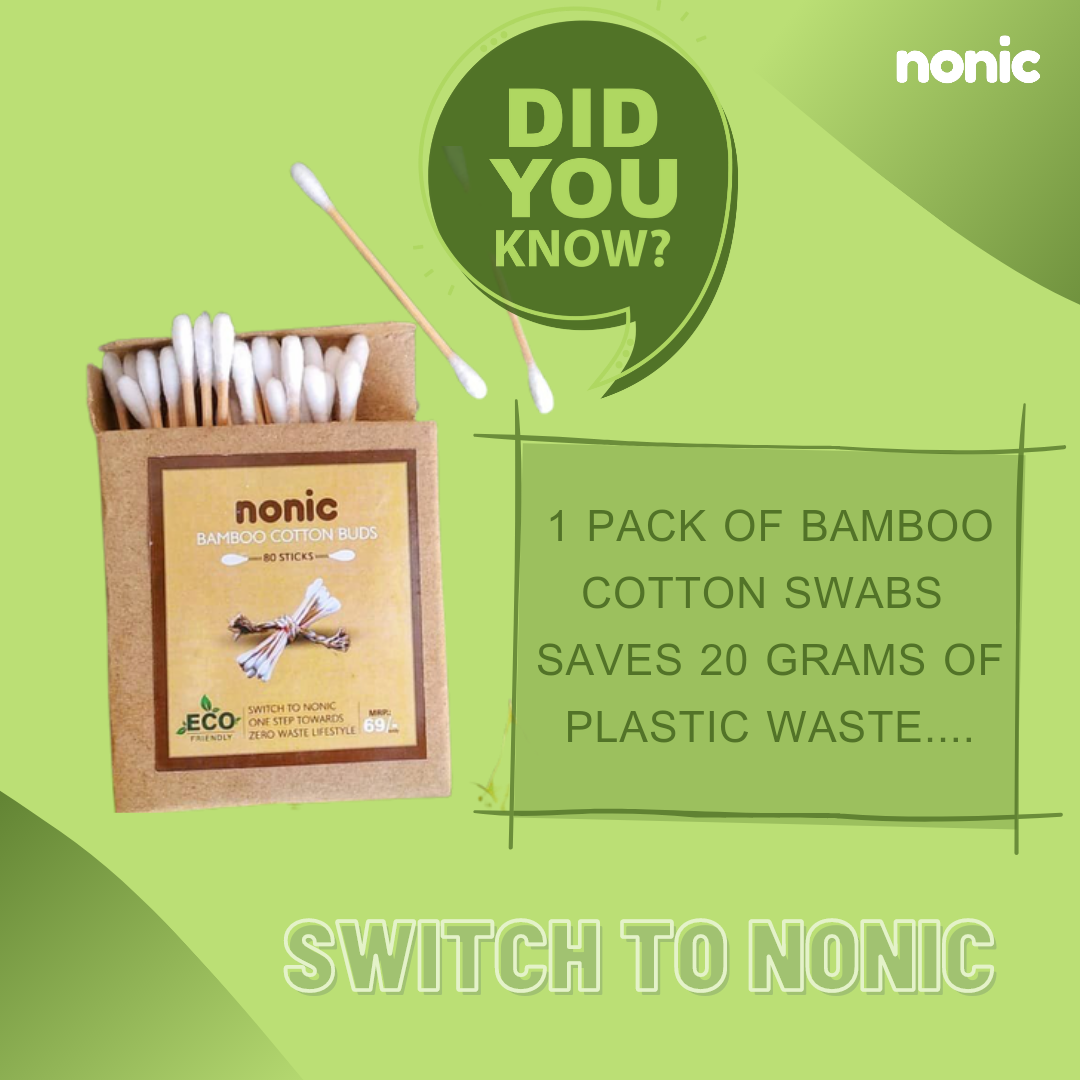 nonic
DID
YOU
KNOW?
nonic
BAMBOO COTTON BUDS
80 STICKS
ECO
FRIENDLY
SWITCH TO NONIC
ONE STEP TOWARDS
ZERO WASTE LIFESTYLE
MRP.:
69/-
1 PACK OF BAMBOO
COTTON SWABS
SAVES 20 GRAMS OF
PLASTIC WASTE....
SWITCH TO NONIC